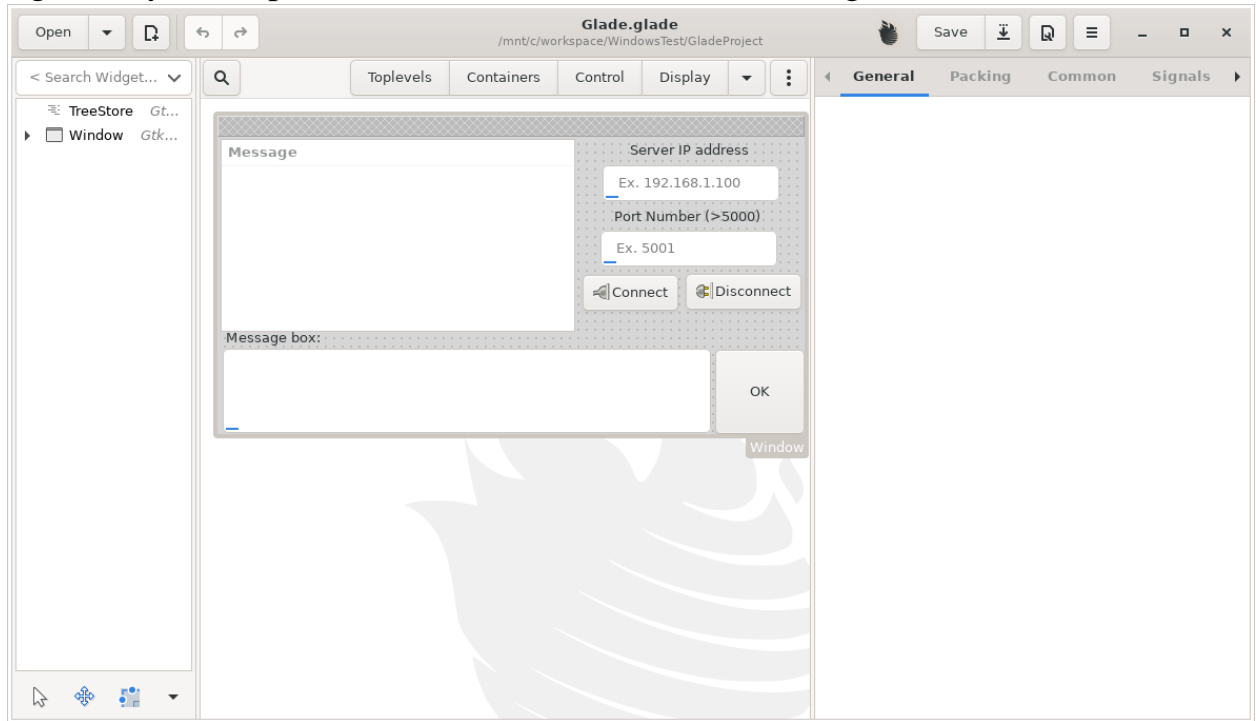 Open
Glade.glade
/mnt/c/workspace/WindowsTest/GladeProject
Save
< Search Widget...
Toplevels Containers Control Display
General Packing Common Signals
TreeStore Gt...
Window Gtk...
Message
Server IP address
Ex. 192.168.1.100
Port Number (>5000)
Ex. 5001
Connect Disconnect
Message box:
OK
Window